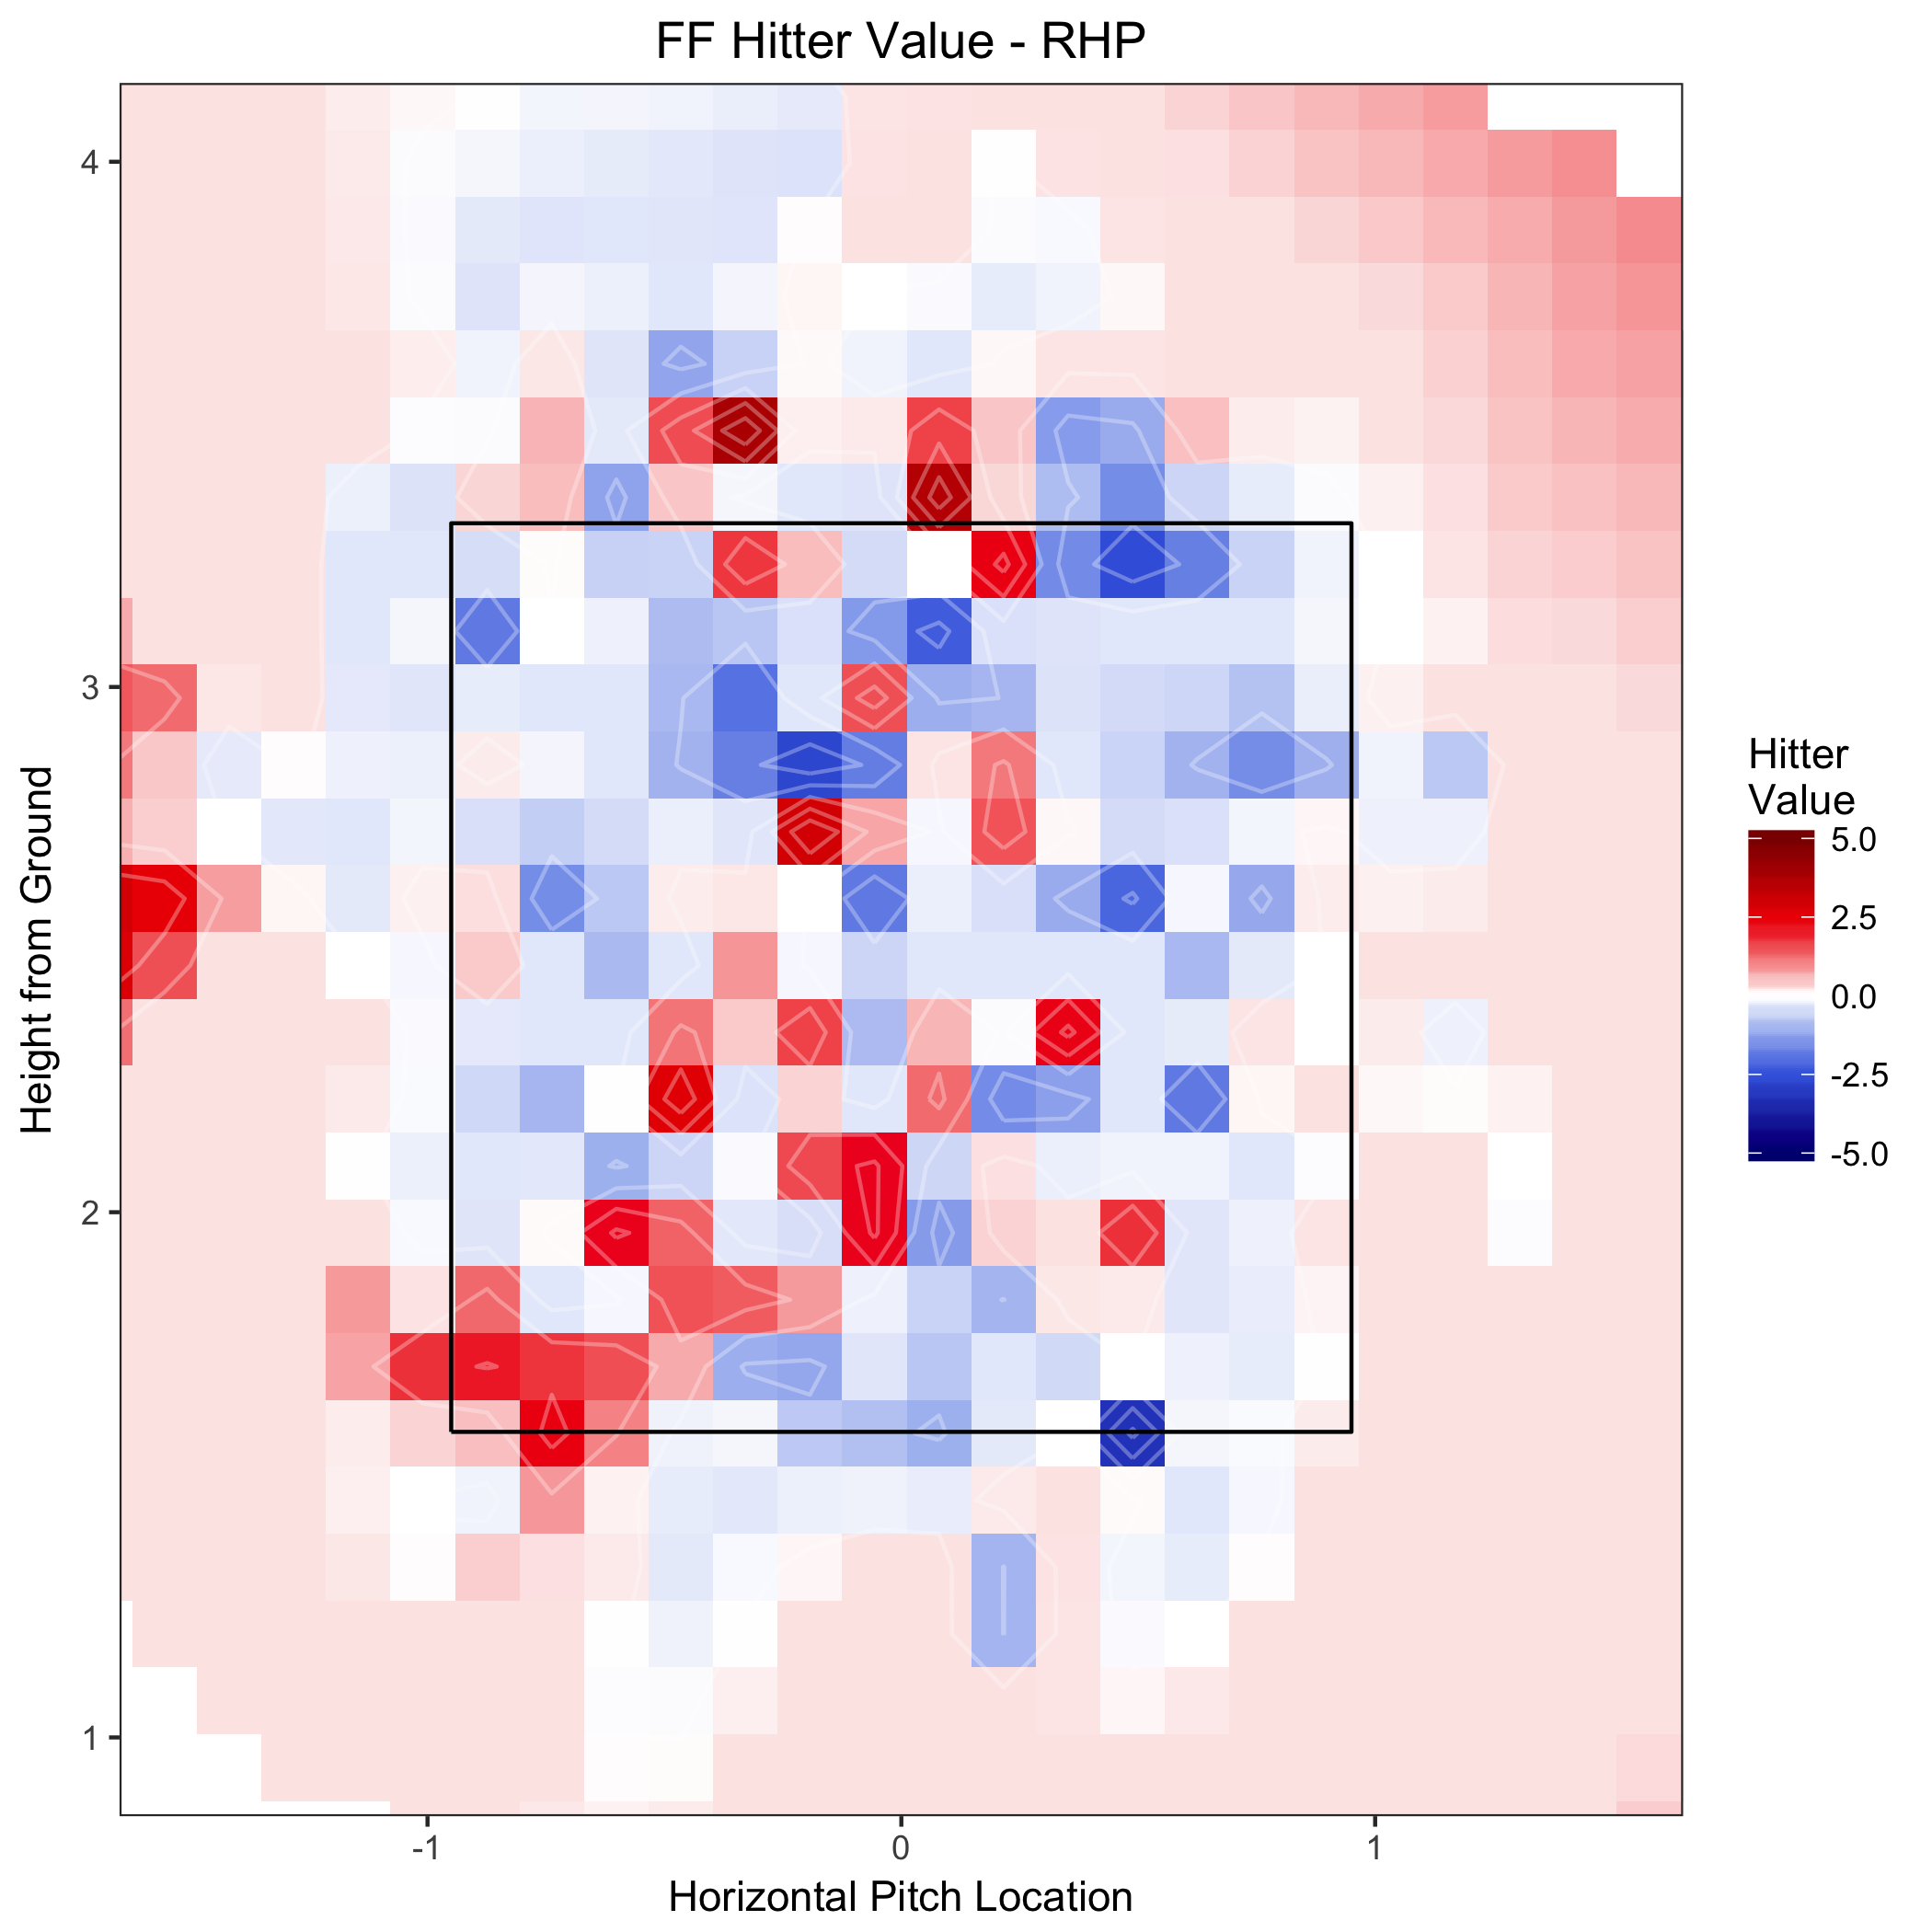 FF Hitter Value - RHP
4
3
2
1
Height from Ground
-1
0
1
Horizontal Pitch Location
Hitter
Value
5.0
2.5
0.0
-2.5
-5.0